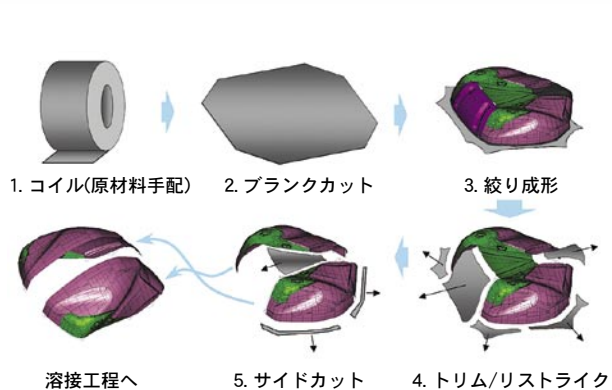 1. コイル(原材料手配)
2. ブランクカット
3. 絞り成形
溶接工程へ
5. サイドカット
4. トリム/リストライク